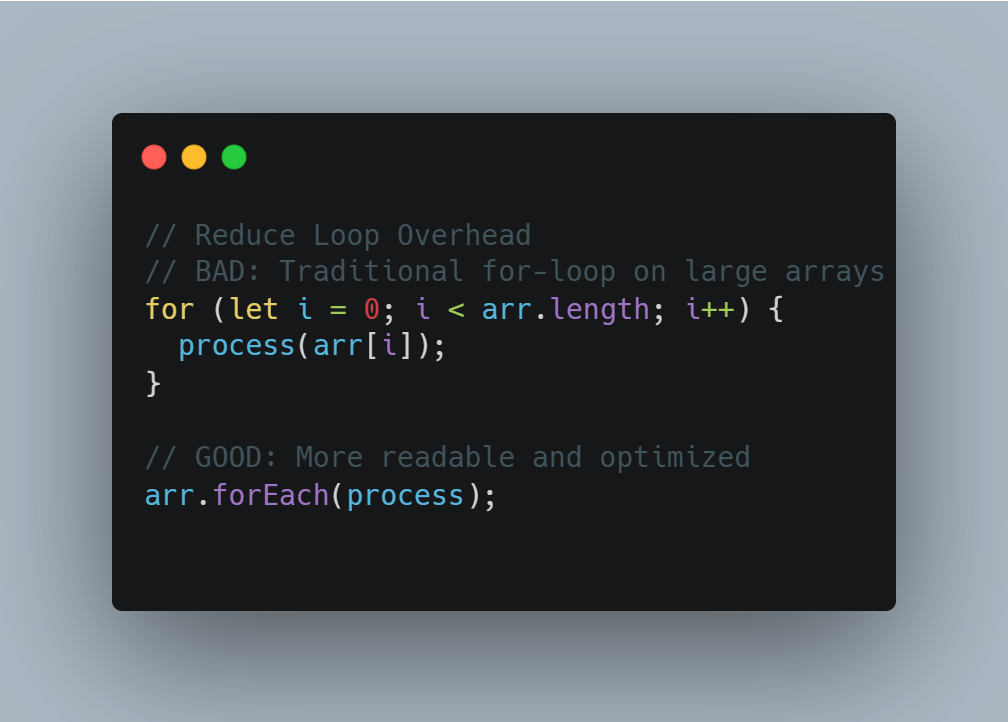 // Reduce Loop Overhead
// BAD: Traditional for-loop on large arrays
for (let i = 0; i < arr.length; i++) {
  process(arr[i]);
}
// GOOD: More readable and optimized
arr.forEach(process);